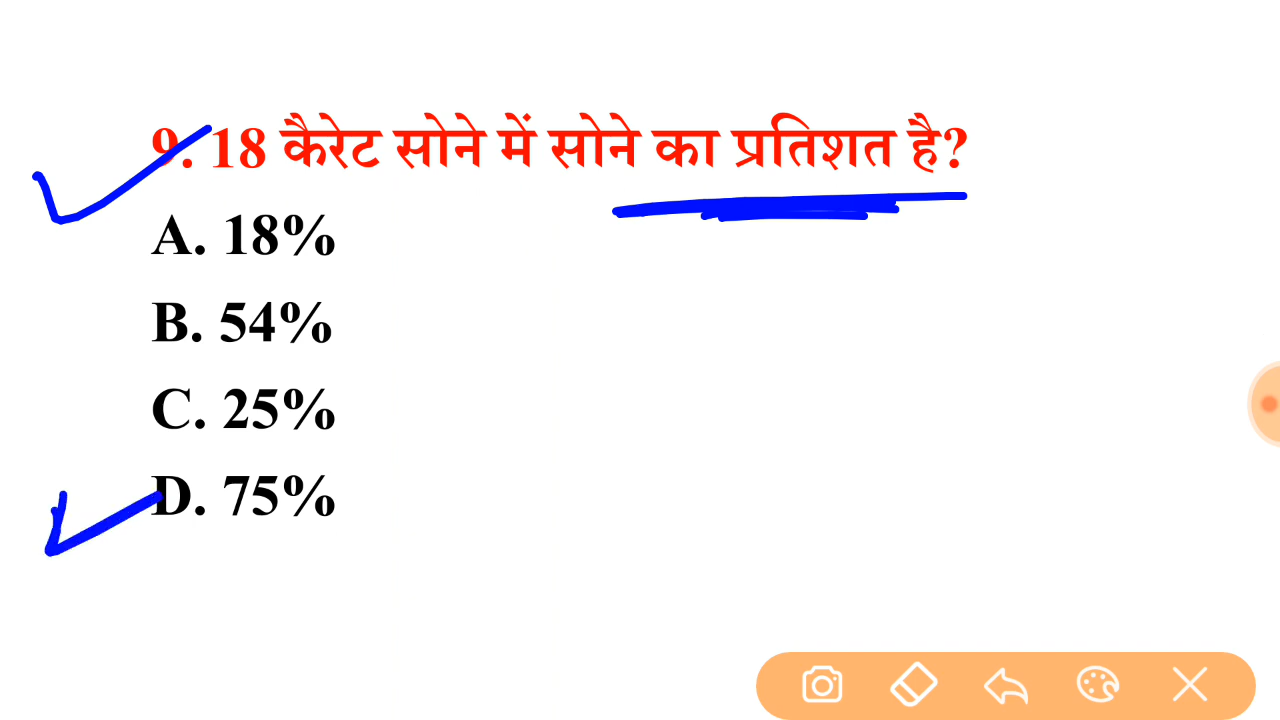 9. 18 कैरेट सोने में सोने का प्रतिशत है?
A. 18%
B. 54%
C. 25%
D. 75%